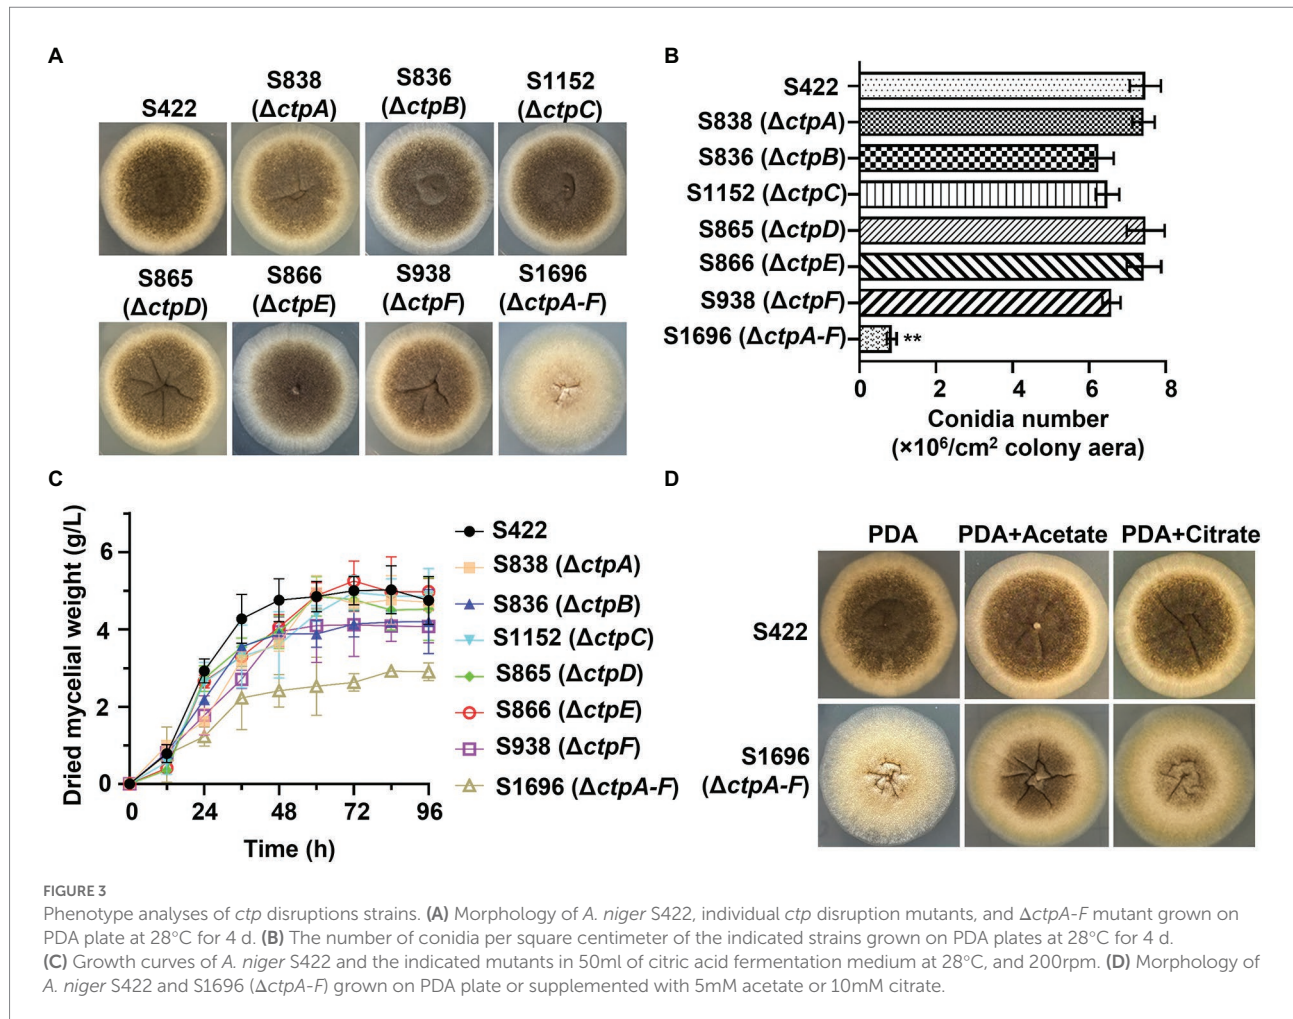 A
S422
S838
(ΔctpA)
S836
(ΔctpB)
S1152
(ΔctpC)
S865
(ΔctpD)
S866
(ΔctpE)
S938
(ΔctpF)
S1696
(ΔctpA-F)
B
S422
S838 (ΔctpA)
S836 (ΔctpB)
S1152 (ΔctpC)
S865 (ΔctpD)
S866 (ΔctpE)
S938 (ΔctpF)
S1696 (ΔctpA-F)
**
0 2 4 6 8
Conidia number
(×10⁶/cm² colony aera)
C
Dried mycelial weight (g/L)
6
4
2
0
0 24 48 72 96
Time (h)
S422
S838 (ΔctpA)
S836 (ΔctpB)
S1152 (ΔctpC)
S865 (ΔctpD)
S866 (ΔctpE)
S938 (ΔctpF)
S1696 (ΔctpA-F)
D
PDA PDA+Acetate PDA+Citrate
S422
S1696
(ΔctpA-F)
FIGURE 3
Phenotype analyses of ctp disruptions strains. (A) Morphology of A. niger S422, individual ctp disruption mutants, and ΔctpA-F mutant grown on
PDA plate at 28°C for 4 d. (B) The number of conidia per square centimeter of the indicated strains grown on PDA plates at 28°C for 4 d.
(C) Growth curves of A. niger S422 and the indicated mutants in 50ml of citric acid fermentation medium at 28°C, and 200rpm. (D) Morphology of
A. niger S422 and S1696 (ΔctpA-F) grown on PDA plate or supplemented with 5mM acetate or 10mM citrate.